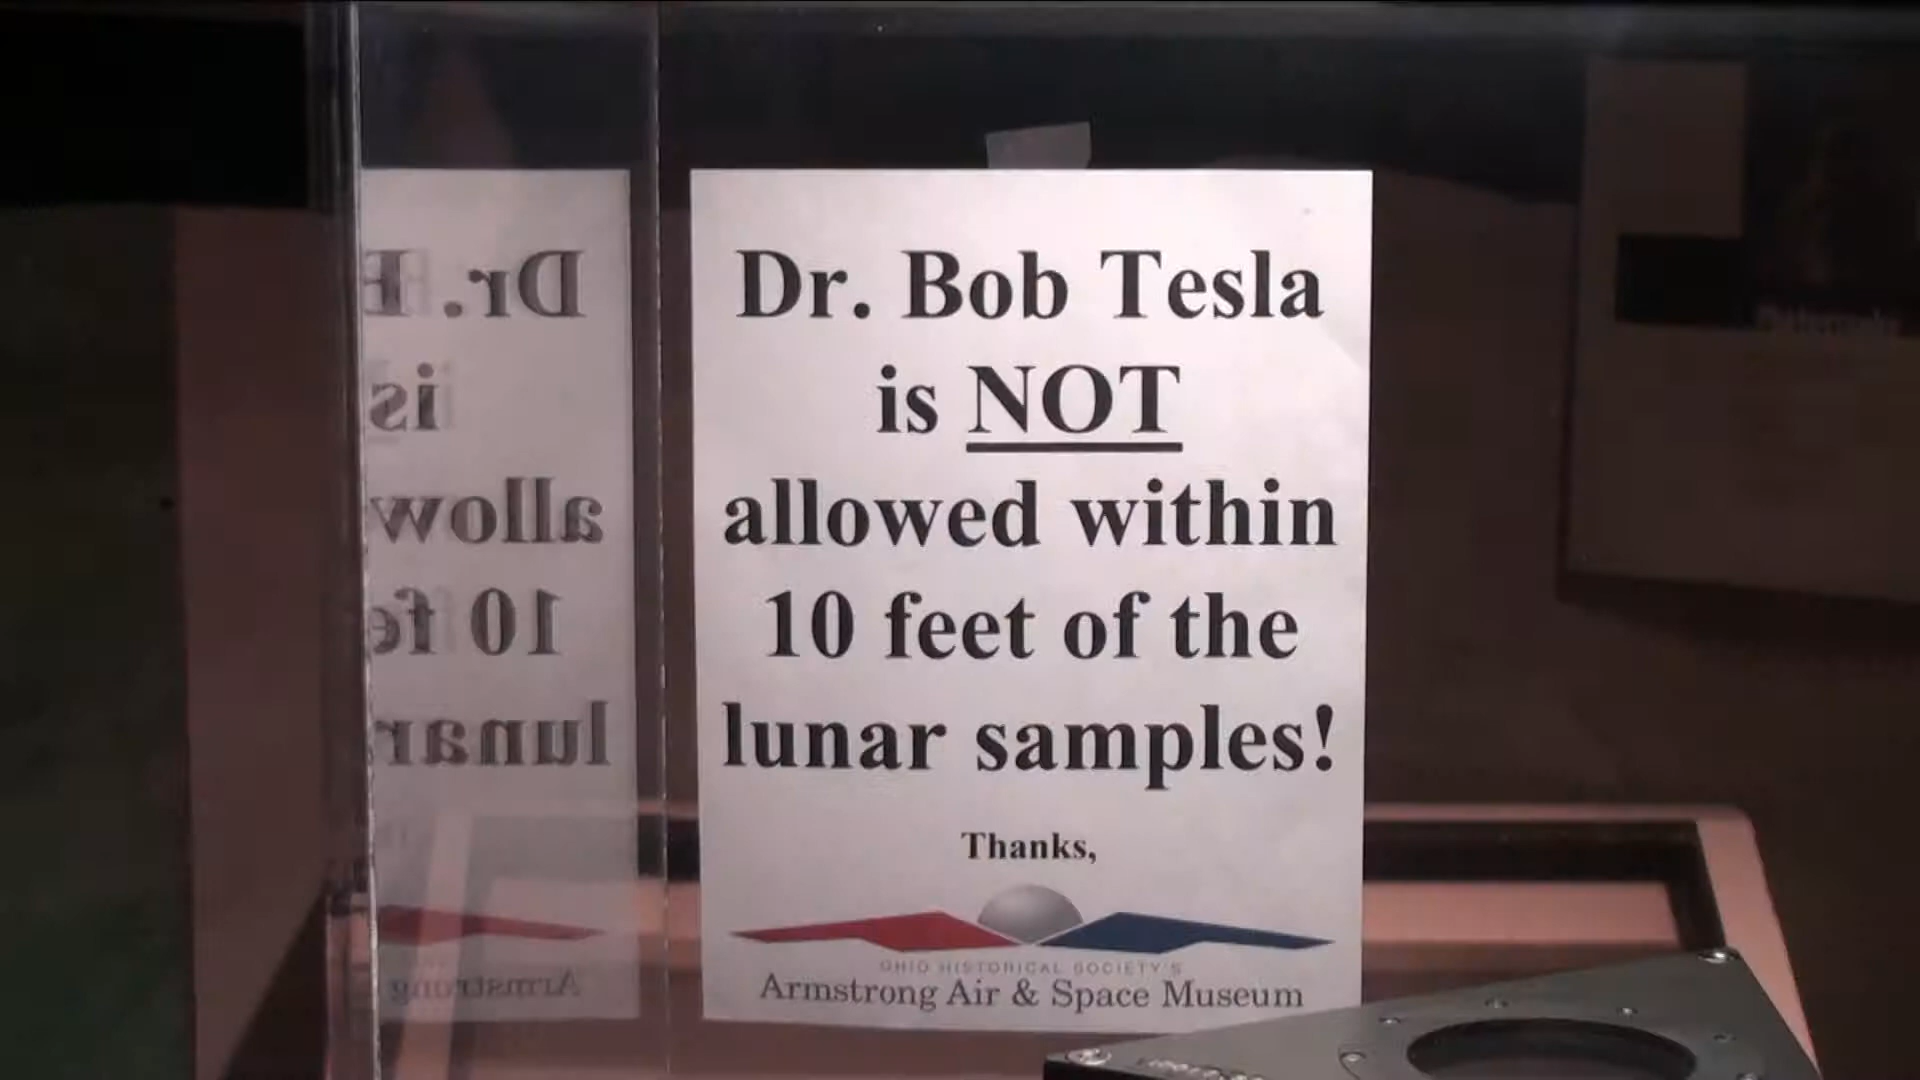 Dr. Bob Tesla
is NOT
allowed within
10 feet of the
lunar samples!
Thanks,
OHIO HISTORICAL SOCIETY'S
Armstrong Air & Space Museum